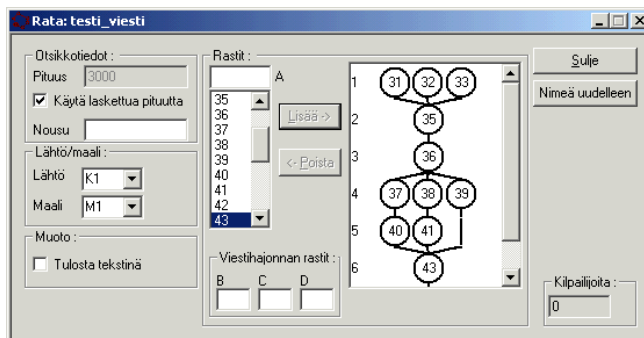 Rata: testi_viesti
Otsikkotiedot :
Pituus 3000
Käytä laskettua pituutta
Nousu
Lähtö/maali :
Lähtö K1
Maali M1
Muoto :
Tulosta tekstinä
Rastit :
A
35
36
37
38
39
40
41
42
43
Lisää ->
<- Poista
Viestihajonnan rastit :
B C D
1 31 32 33
2 35
3 36
4 37 38 39
5 40 41
6 43
Sulje
Nimeä uudelleen
Kilpailijoita :
0